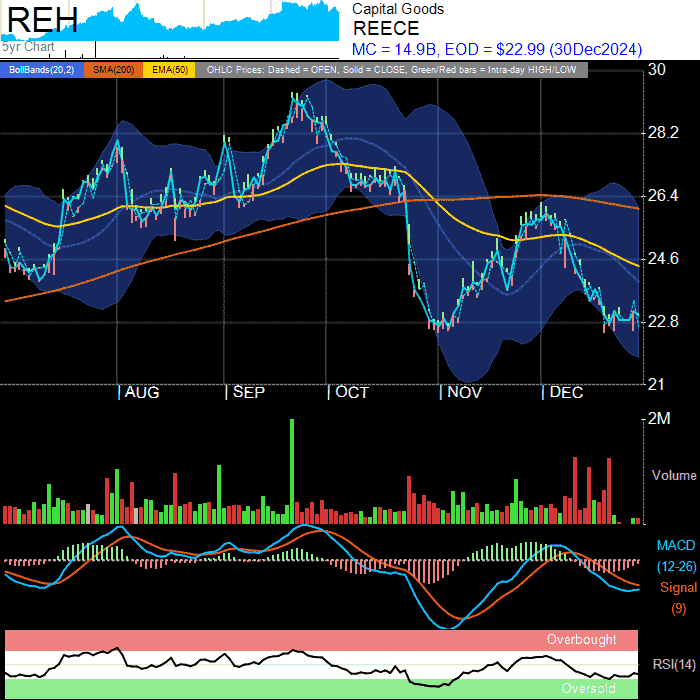 REH
5yr Chart
Capital Goods
REECE
MC = 14.9B, EOD = $22.99 (30Dec2024)
BollBands(20,2) SMA(200) EMA(50) OHLC Prices: Dashed = OPEN, Solid = CLOSE, Green/Red bars = Intra-day HIGH/LOW
30
28.2
26.4
24.6
22.8
21
AUG SEP OCT NOV DEC
2M
Volume
MACD
(12-26)
Signal
(9)
Overbought
RSI(14)
Oversold